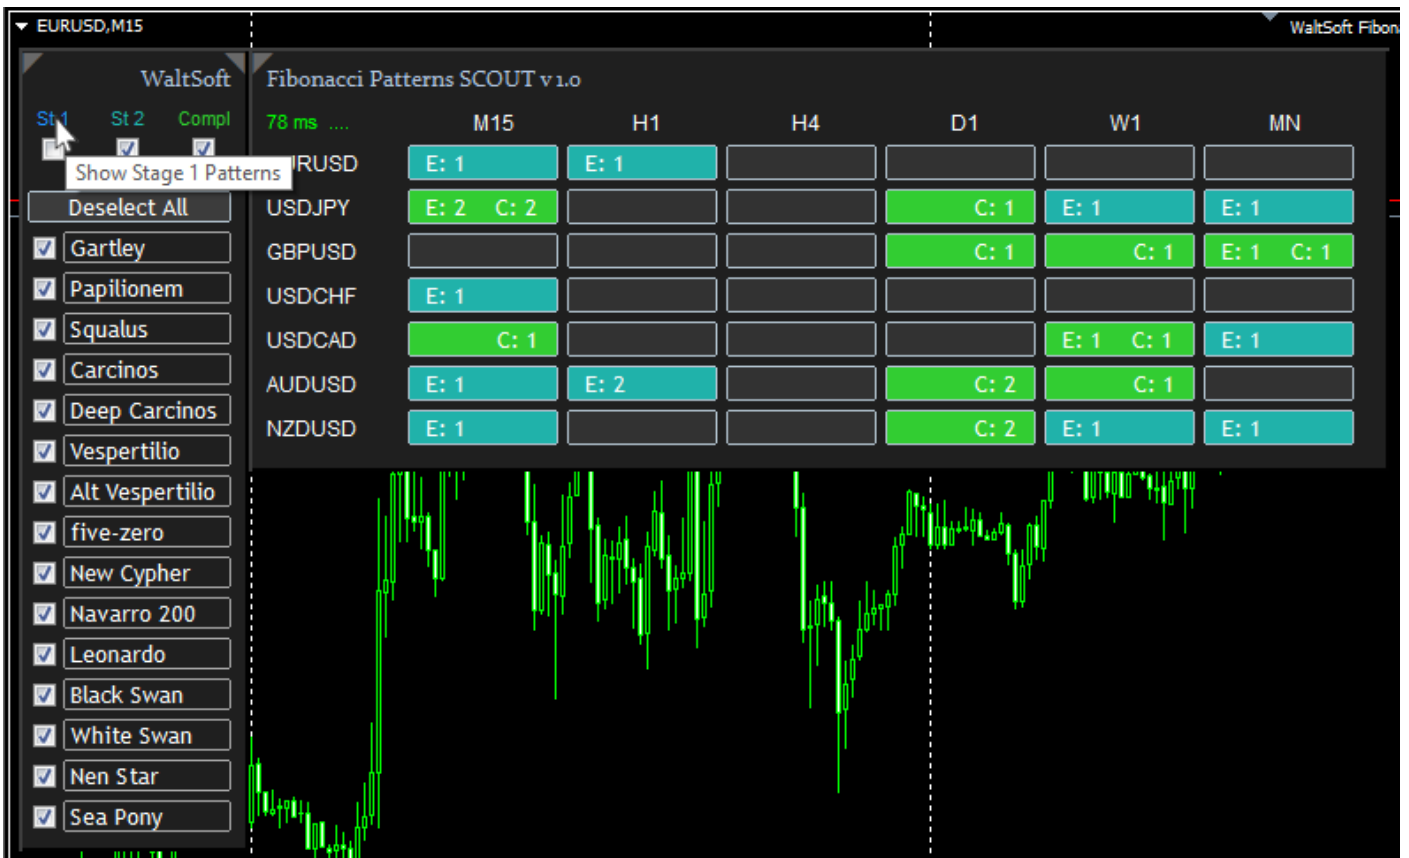 EURUSD,M15
WaltSoft Fibon
WaltSoft
Fibonacci Patterns SCOUT v 1.0
St 1 St 2 Compl
78 ms .... M15 H1 H4 D1 W1 MN
Show Stage 1 Patterns
URUSD E: 1 E: 1
Deselect All
USDJPY E: 2 C: 2 C: 1 E: 1 E: 1
Gartley
GBPUSD C: 1 C: 1 E: 1 C: 1
Papilionem
USDCHF E: 1
Squalus
USDCAD C: 1 E: 1 C: 1 E: 1
Carcinos
AUDUSD E: 1 E: 2 C: 2 C: 1
Deep Carcinos
NZDUSD E: 1 C: 2 E: 1 E: 1
Vespertilio
Alt Vespertilio
five-zero
New Cypher
Navarro 200
Leonardo
Black Swan
White Swan
Nen Star
Sea Pony